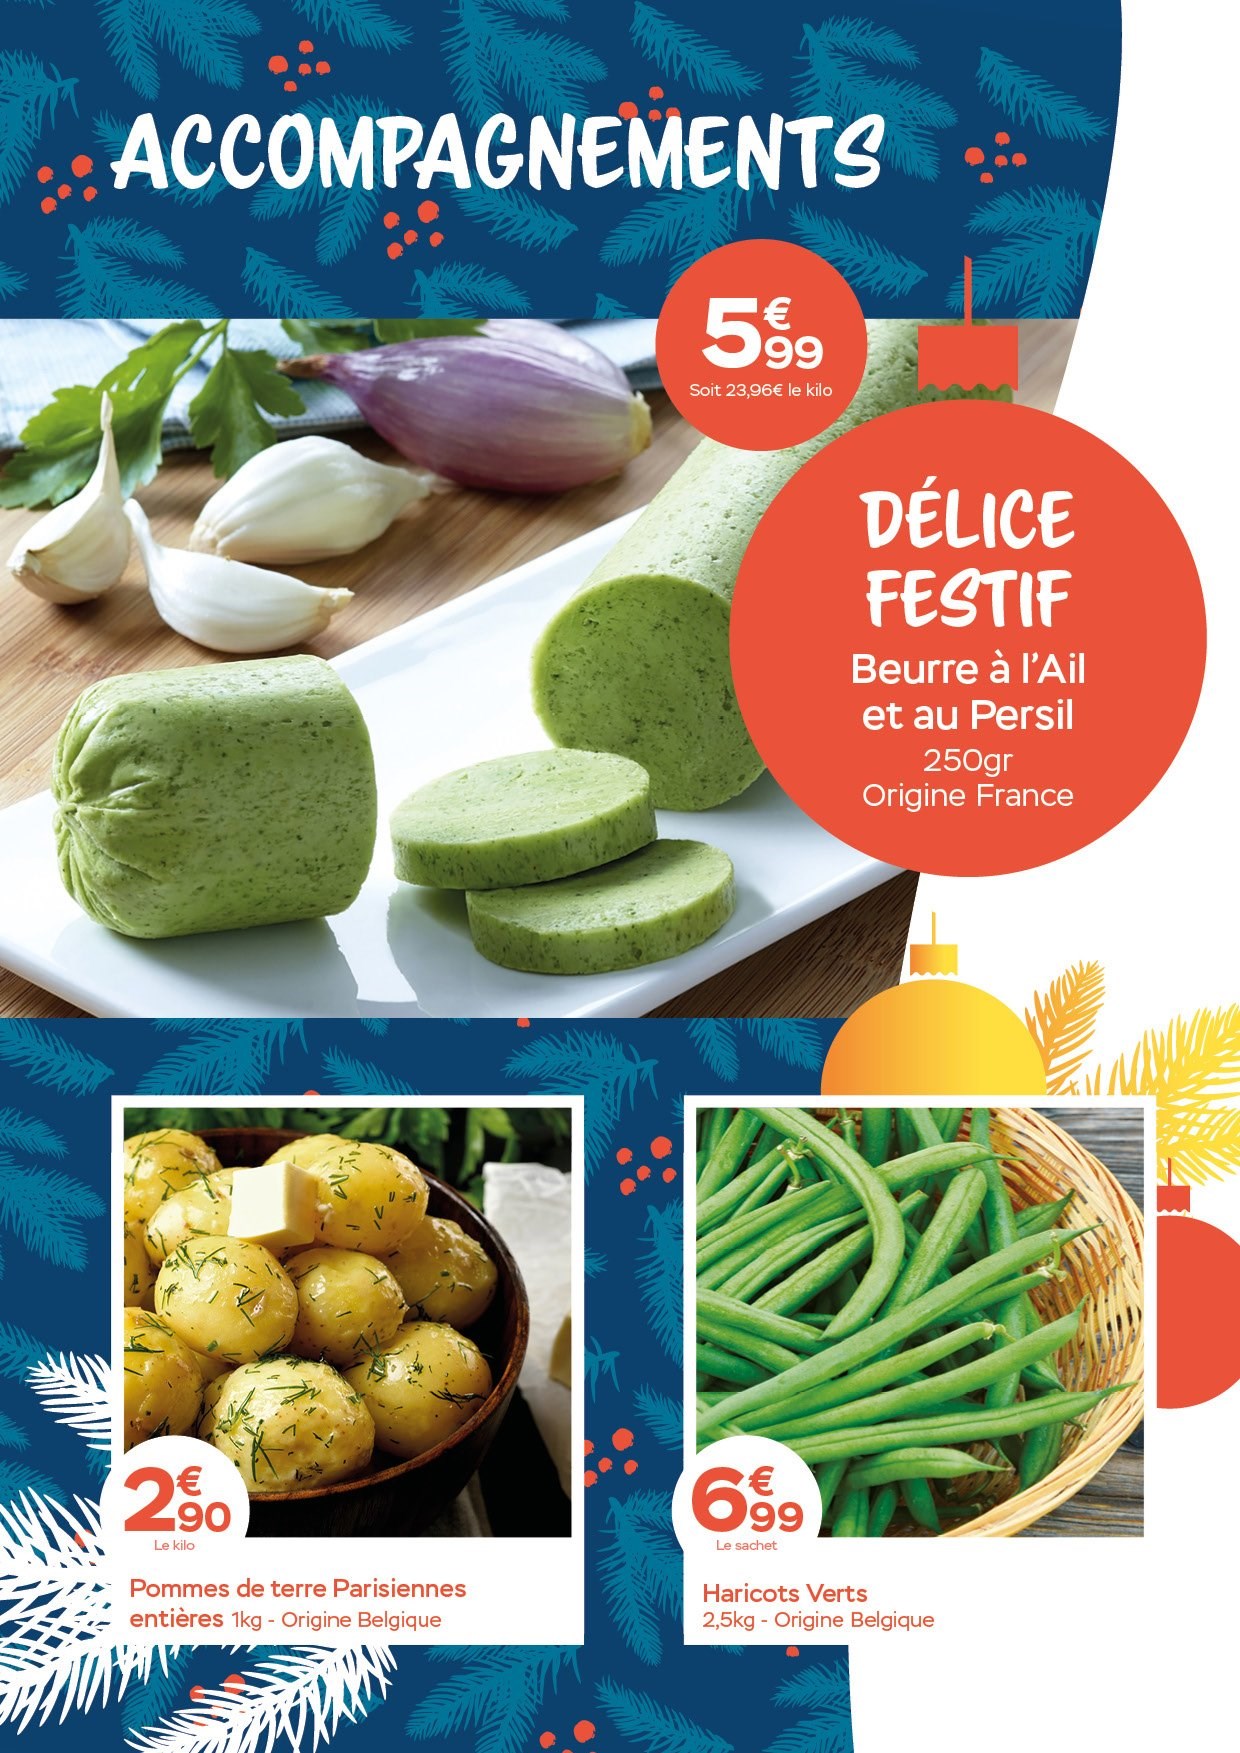 ACCOMPAGNEMENTS
5€99
Soit 23,96€ le kilo
DÉLICE
FESTIF
Beurre à l'Ail
et au Persil
250gr
Origine France
2€90
Le kilo
Pommes de terre Parisiennes
entières 1kg - Origine Belgique
6€99
Le sachet
Haricots Verts
2,5kg - Origine Belgique